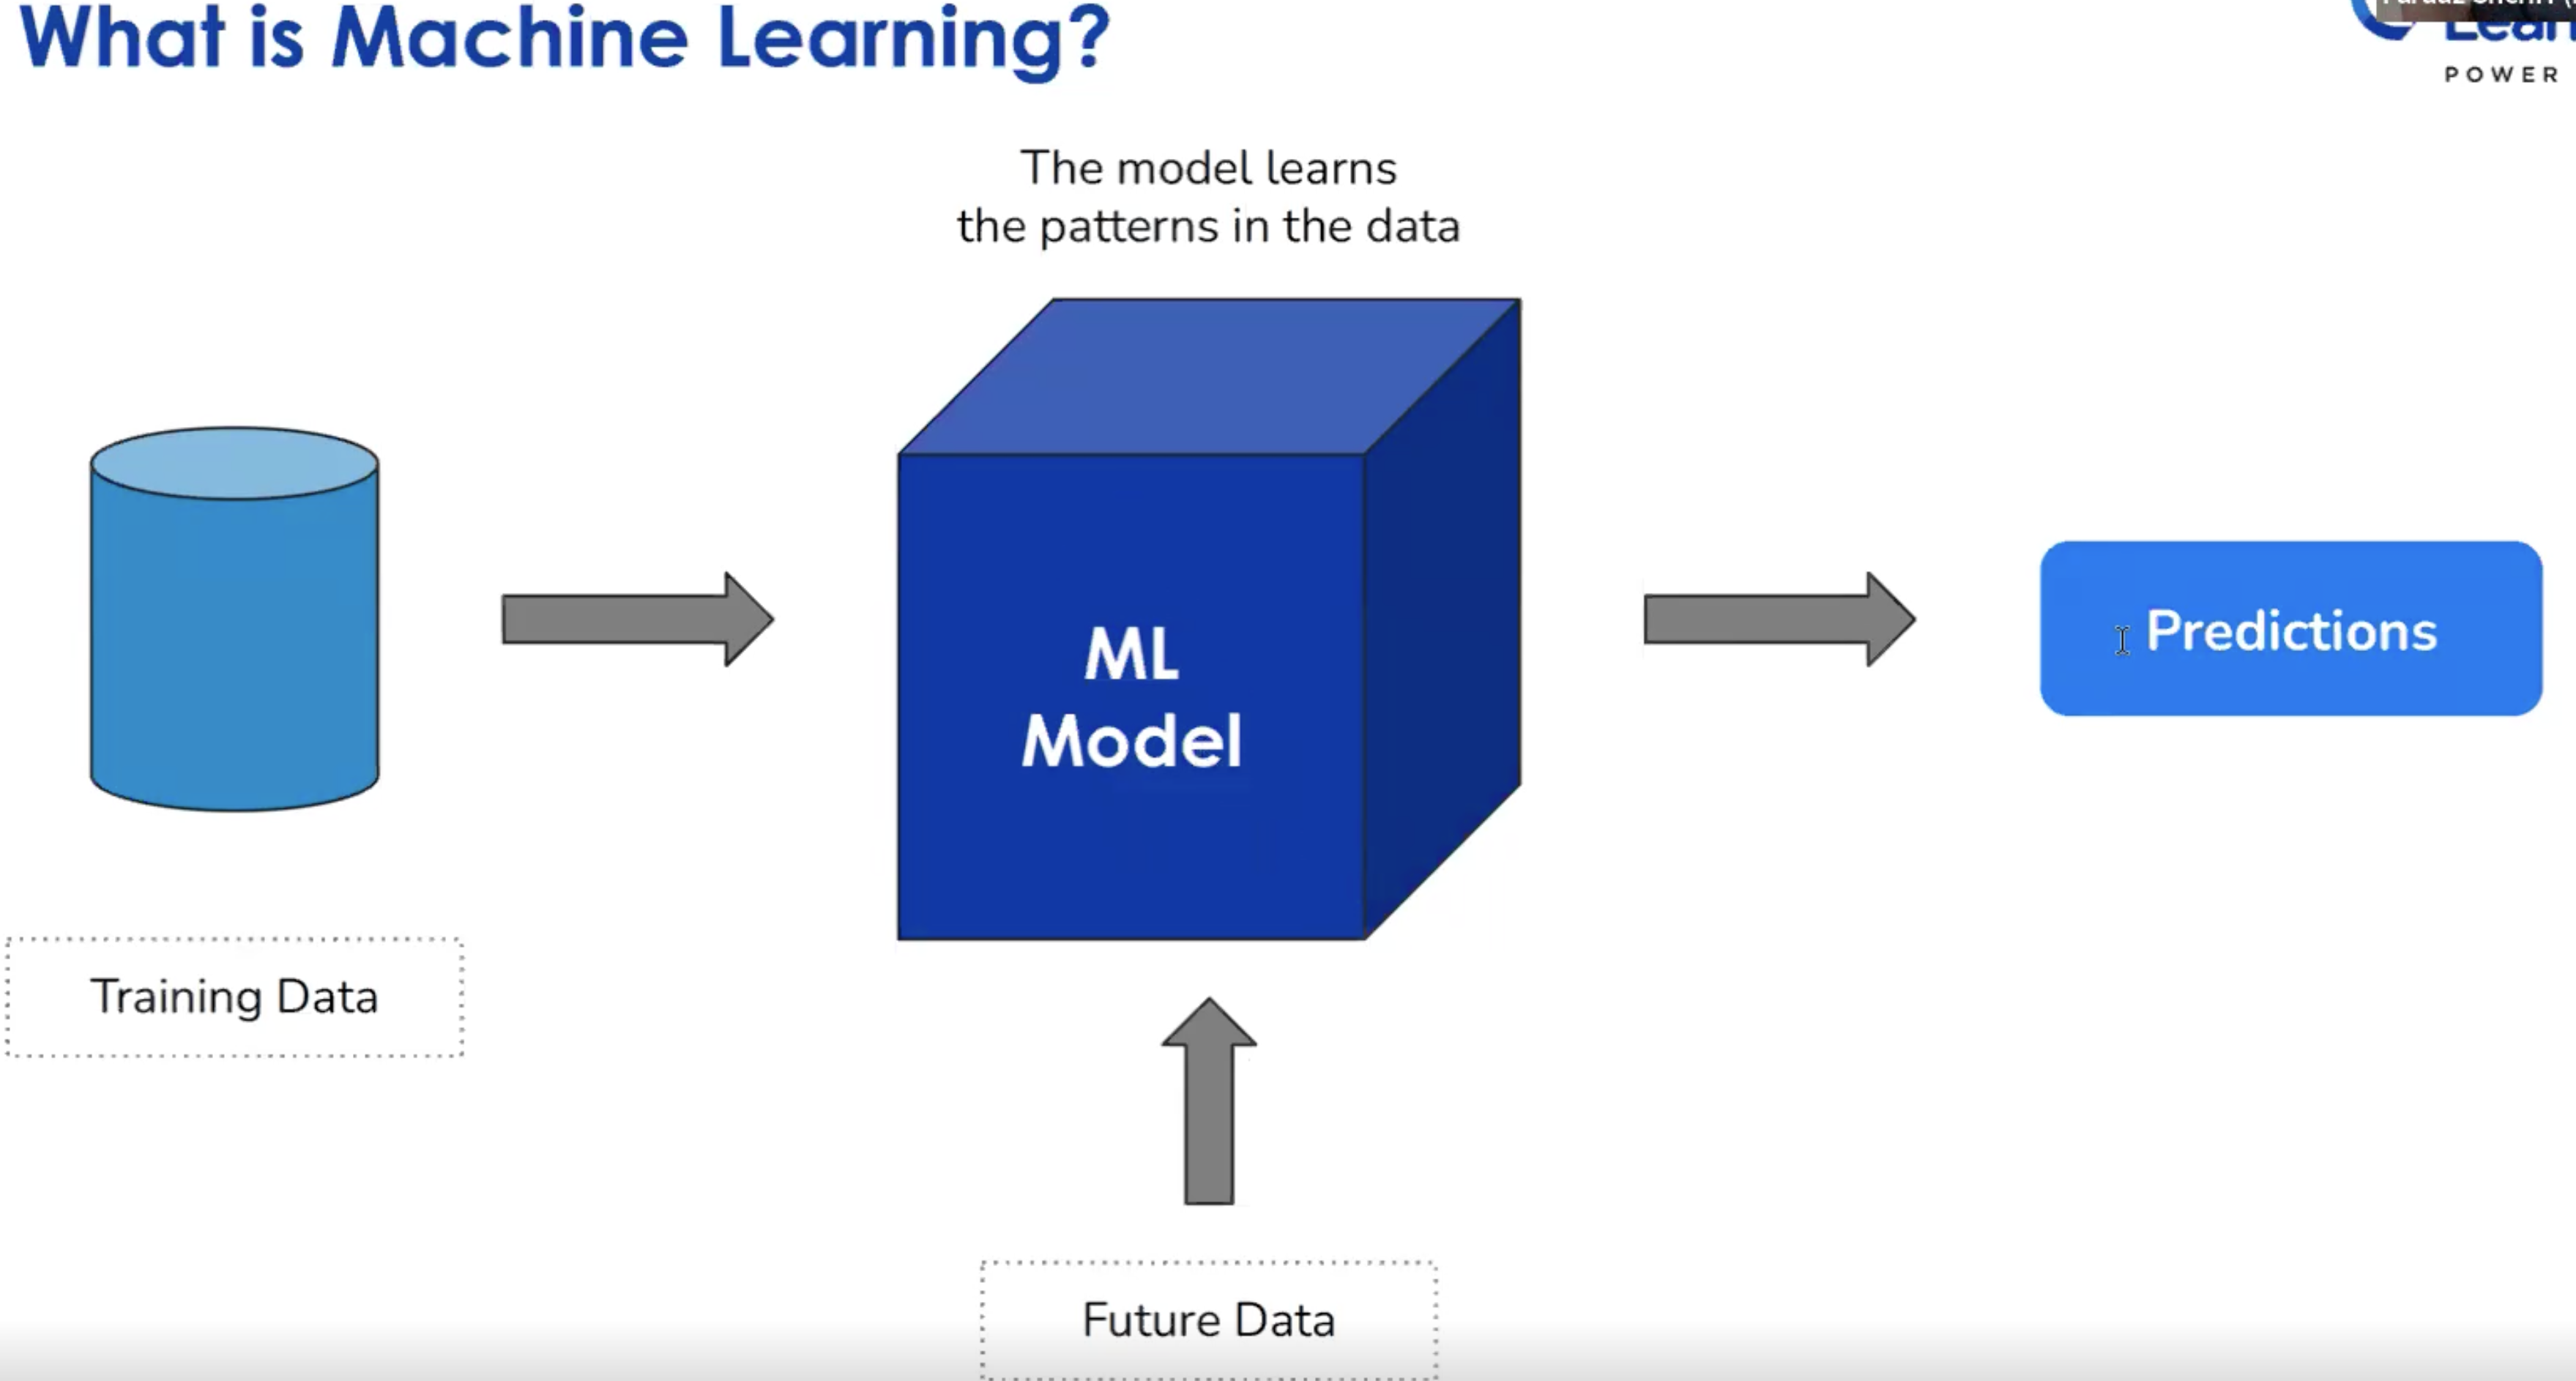 What is Machine Learning?
POWER
The model learns
the patterns in the data
ML
Model
Predictions
Training Data
Future Data